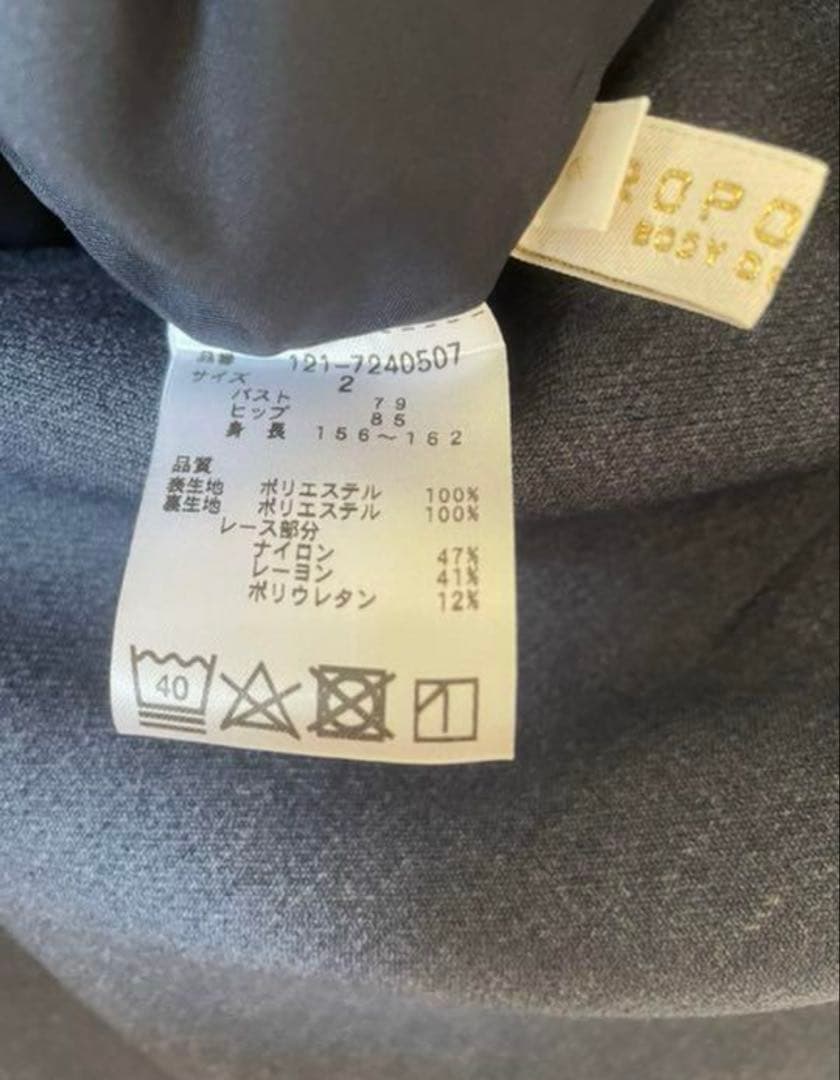 ROPO
BODY D
品番 121-7240507
サイズ 2
バスト 79
ヒップ 85
身長 156〜162
品質
表生地 ポリエステル 100%
裏生地 ポリエステル 100%
レース部分
ナイロン 47%
レーヨン 41%
ポリウレタン 12%
40